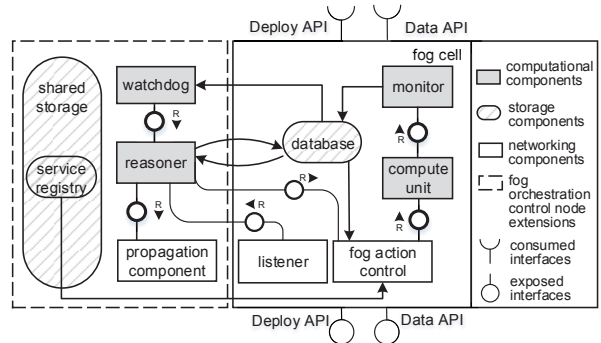 Deploy API
Data API
fog cell
shared
storage
service
registry
watchdog
R
reasoner
R
propagation
component
database
R
R
listener
monitor
R
compute
unit
R
fog action
control
Deploy API
Data API
computational
components
storage
components
networking
components
fog
orchestration
control node
extensions
consumed
interfaces
exposed
interfaces